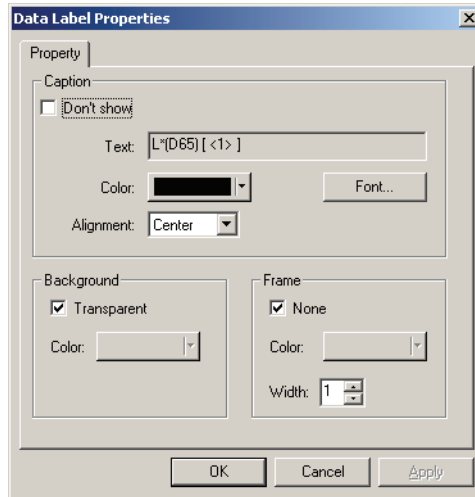 Data Label Properties
Property
Caption
Don't show
Text: L*(D65) [ <1> ]
Color: Font...
Alignment: Center
Background Frame
Transparent None
Color: Color:
Width: 1
OK Cancel Apply